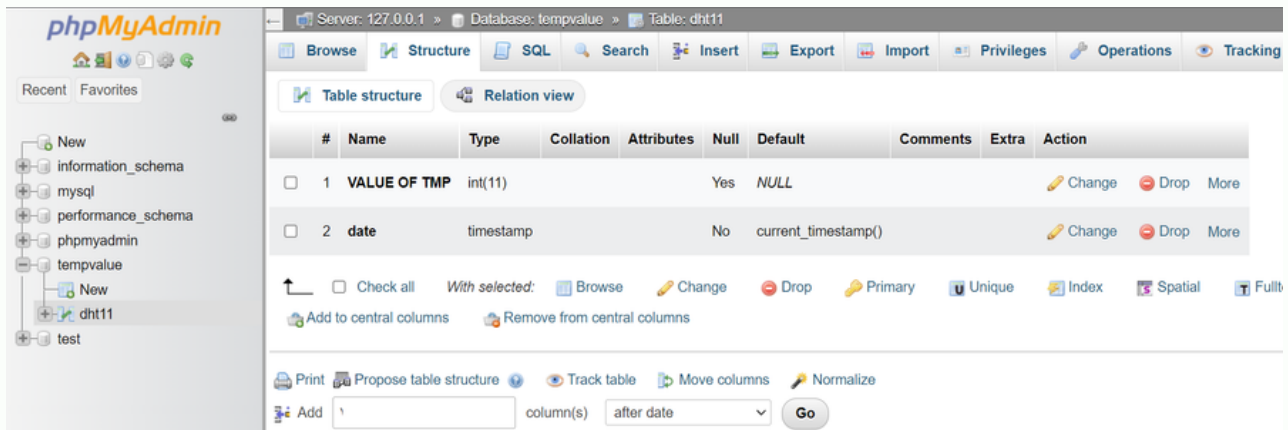 phpMyAdmin
Recent Favorites
New
information_schema
mysql
performance_schema
phpmyadmin
tempvalue
New
dht11
test
Server: 127.0.0.1 » Database: tempvalue » Table: dht11
Browse Structure SQL Search Insert Export Import Privileges Operations Tracking
Table structure Relation view
# Name Type Collation Attributes Null Default Comments Extra Action
1 VALUE OF TMP int(11) Yes NULL Change Drop More
2 date timestamp No current_timestamp() Change Drop More
Check all With selected: Browse Change Drop Primary Unique Index Spatial Fullt
Add to central columns Remove from central columns
Print Propose table structure Track table Move columns Normalize
Add column(s) after date Go